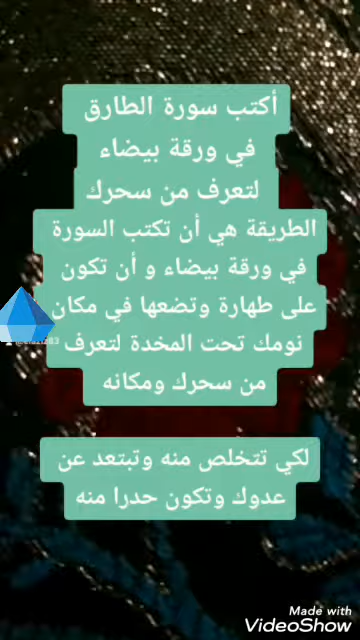 أكتب سورة الطارق
في ورقة بيضاء
لتعرف من سحرك
الطريقة هي أن تكتب السورة
في ورقة بيضاء و أن تكون
على طهارة وتضعها في مكان
نومك تحت المخدة لتعرف
من سحرك ومكانه
لكي تتخلص منه وتبتعد عن
عدوك وتكون حدرا منه
Made with
VideoShow